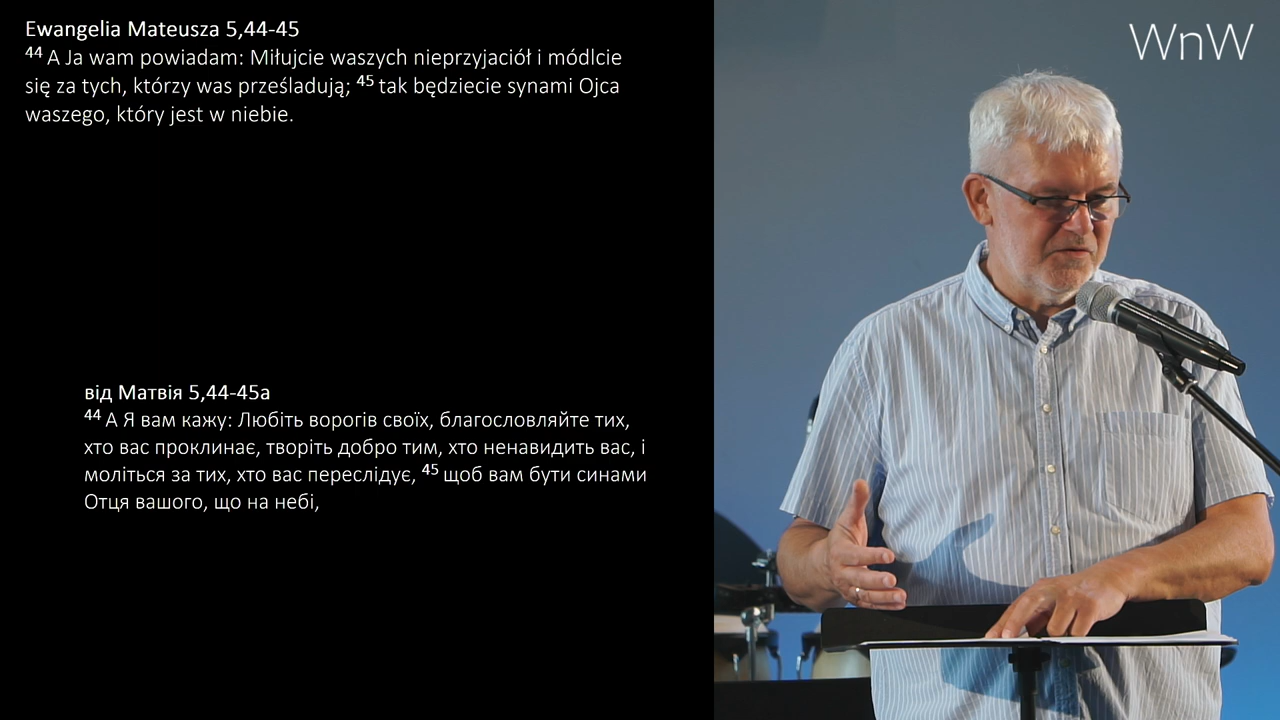 Ewangelia Mateusza 5,44-45
44 A Ja wam powiadam: Miłujcie waszych nieprzyjaciół i módlcie
się za tych, którzy was prześladują; 45 tak będziecie synami Ojca
waszego, który jest w niebie.
WnW
від Матвія 5,44-45а
44 А Я вам кажу: Любіть ворогів своїх, благословляйте тих,
хто вас проклинає, творіть добро тим, хто ненавидить вас, і
моліться за тих, хто вас переслідує, 45 щоб вам бути синами
Отця вашого, що на небі,